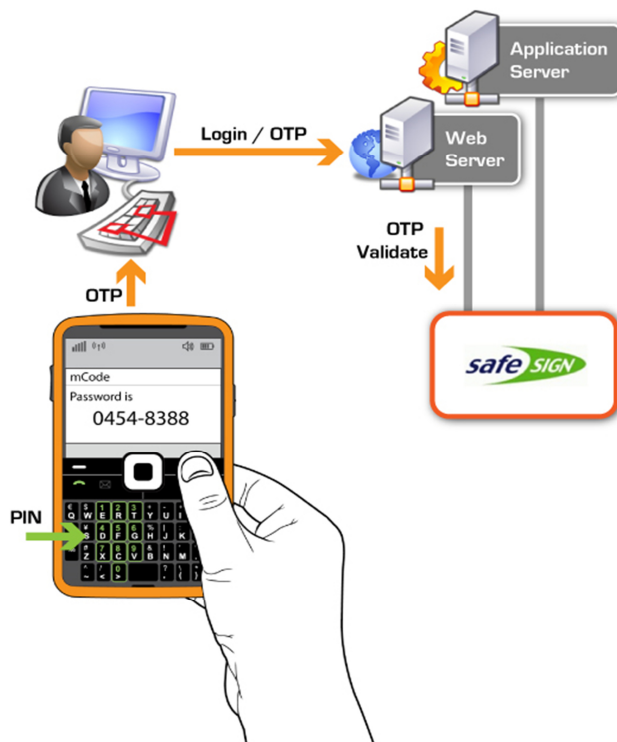 Application
Server
Login / OTP
Web
Server
OTP
Validate
OTP
safe SIGN
mCode
Password is
0454-8388
PIN
Q W E R T Y U I
S D F G H J K
Z X C V B N M